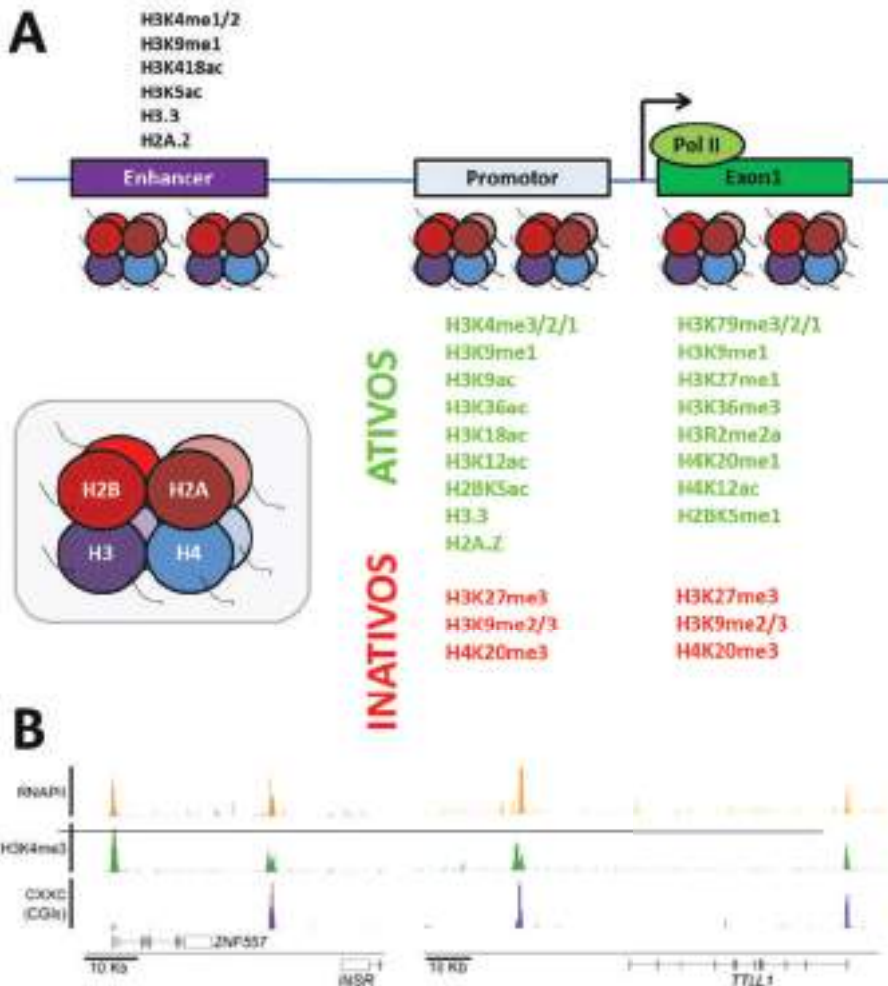 A
H3K4me1/2
H3K9me1
H3K418ac
H3K5ac
H3.3
H2A.Z
Enhancer
Promotor
Pol II
Exon1
ATIVOS
H3K4me3/2/1
H3K9me1
H3K9ac
H3K36ac
H3K18ac
H3K12ac
H2BK5ac
H3.3
H2A.Z
H3K79me3/2/1
H3K9me1
H3K27me1
H3K36me3
H3R2me2a
H4K20me1
H4K12ac
H2BK5me1
H2B
H2A
H3
H4
INATIVOS
H3K27me3
H3K9me2/3
H4K20me3
H3K27me3
H3K9me2/3
H4K20me3
B
RNAPII
H3K4me3
CXXC
(CGIs)
ZNF557
10 Kb
INSR
10 Kb
TTLL1